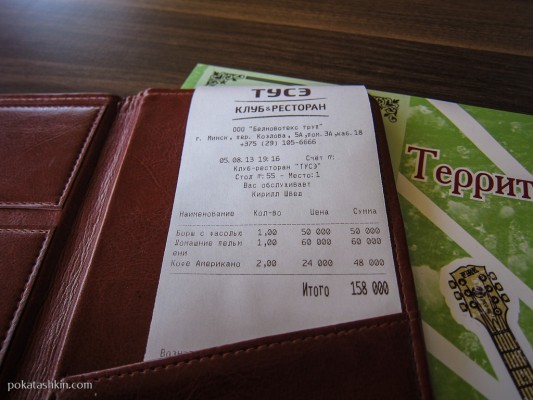 ТУСЭ
КЛУБ&РЕСТОРАН
ООО "Белновотекс трук"
г. Минск, пер. Козлова, 5А,пом.3А,каб.18
+375 (29) 105-6666
05.08.13 19:16 Счет №:
Клуб-ресторан "ТУСЭ"
Стол №:55 - Место:1
Вас обслуживает
Кирилл Швед
Наименование Кол-во Цена Сумма
Борщ с фасолью 1,00 50 000 50 000
Домашние пельм 1,00 60 000 60 000
ени
Кофе Американо 2,00 24 000 48 000
Итого 158 000
Террит
pokatashkin.com